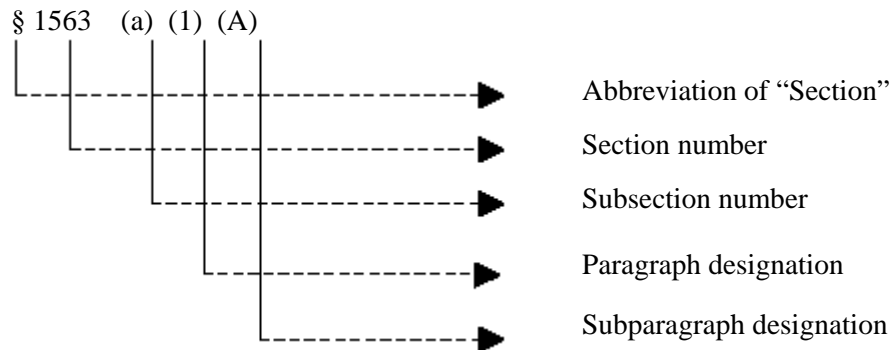 § 1563 (a) (1) (A)
Abbreviation of “Section”
Section number
Subsection number
Paragraph designation
Subparagraph designation